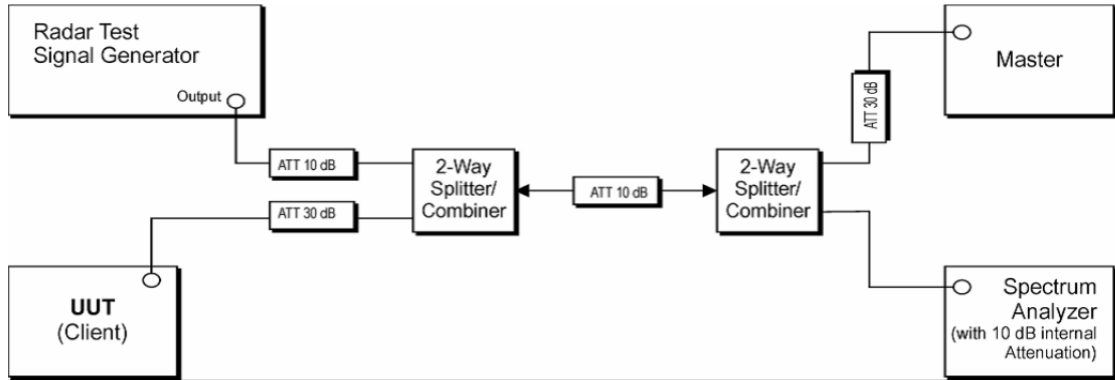 Radar Test
Signal Generator
Output
ATT 10 dB
ATT 30 dB
2-Way
Splitter/
Combiner
ATT 10 dB
2-Way
Splitter/
Combiner
ATT 30 dB
Master
UUT
(Client)
Spectrum
Analyzer
(with 10 dB internal
Attenuation)